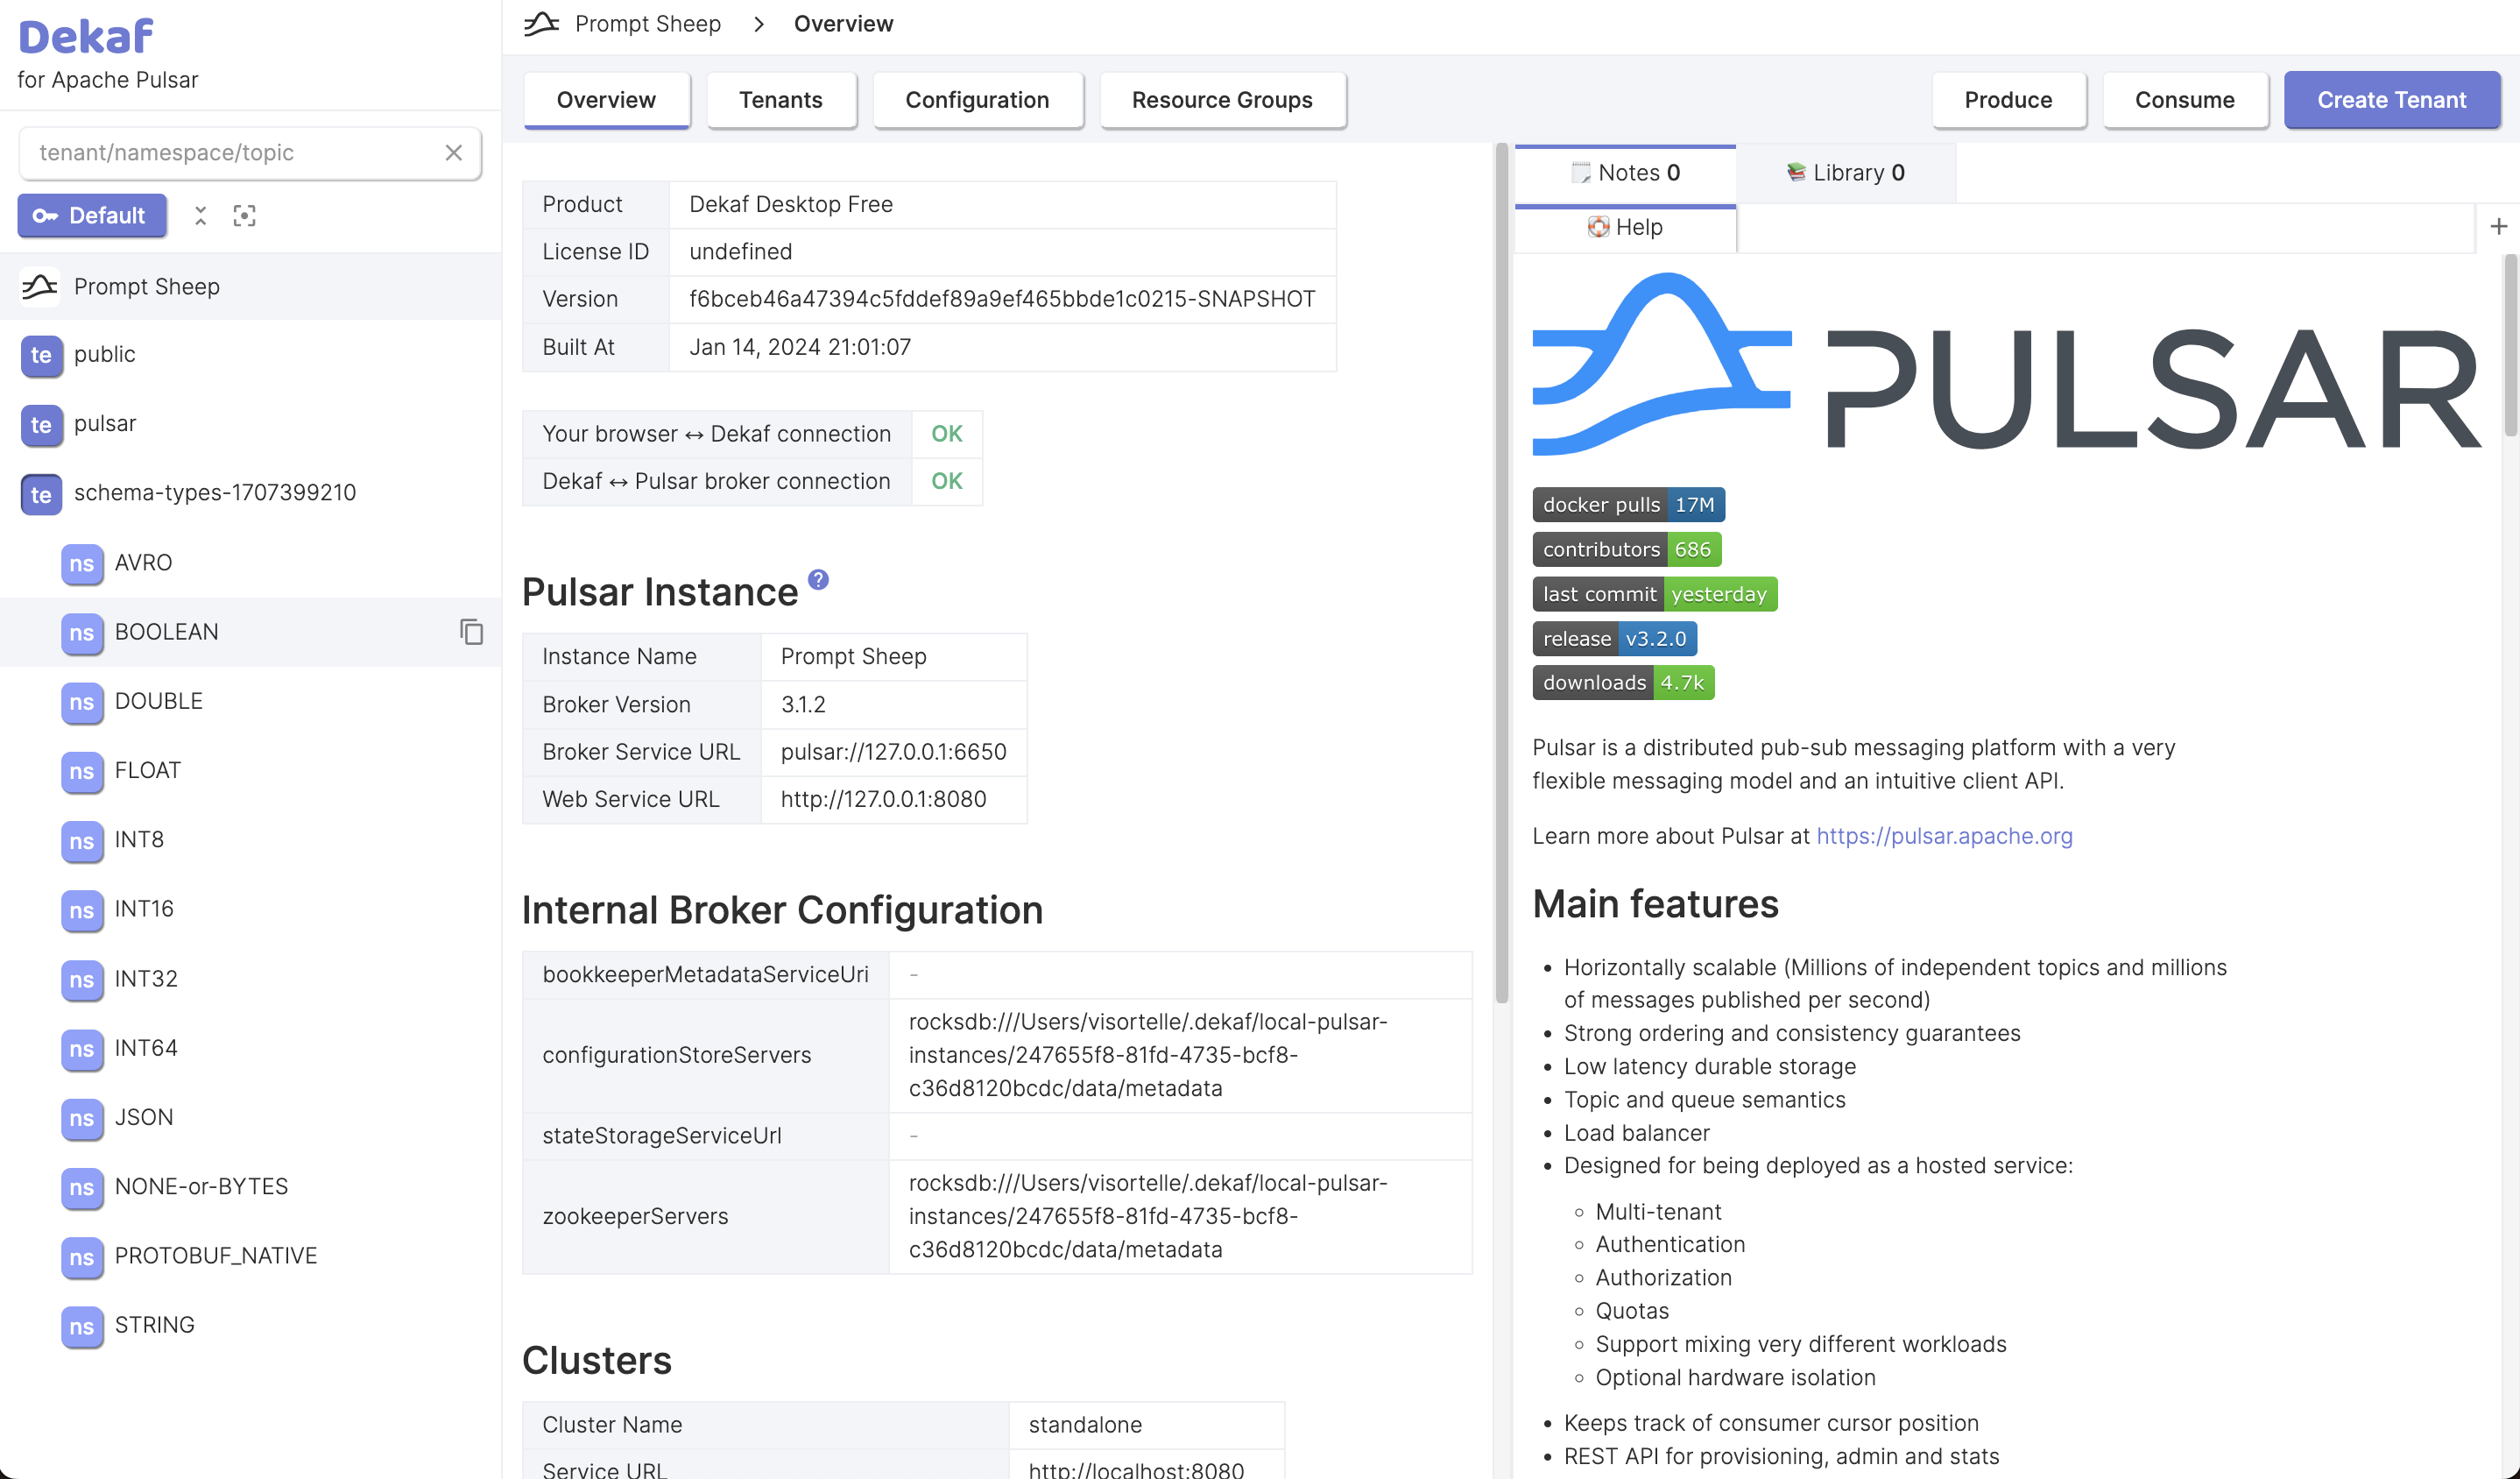 Dekaf
for Apache Pulsar
tenant/namespace/topic
Default
Prompt Sheep
te public
te pulsar
te schema-types-1707399210
ns AVRO
ns BOOLEAN
ns DOUBLE
ns FLOAT
ns INT8
ns INT16
ns INT32
ns INT64
ns JSON
ns NONE-or-BYTES
ns PROTOBUF_NATIVE
ns STRING
Prompt Sheep > Overview
Overview Tenants Configuration Resource Groups
Produce Consume Create Tenant
Product Dekaf Desktop Free
License ID undefined
Version f6bceb46a47394c5fddef89a9ef465bbde1c0215-SNAPSHOT
Built At Jan 14, 2024 21:01:07
Your browser ↔ Dekaf connection OK
Dekaf ↔ Pulsar broker connection OK
Pulsar Instance ?
Instance Name Prompt Sheep
Broker Version 3.1.2
Broker Service URL pulsar://127.0.0.1:6650
Web Service URL http://127.0.0.1:8080
Internal Broker Configuration
bookkeeperMetadataServiceUri -
configurationStoreServers
rocksdb:///Users/visortelle/.dekaf/local-pulsar-
instances/247655f8-81fd-4735-bcf8-
c36d8120bcdc/data/metadata
stateStorageServiceUrl -
zookeeperServers
rocksdb:///Users/visortelle/.dekaf/local-pulsar-
instances/247655f8-81fd-4735-bcf8-
c36d8120bcdc/data/metadata
Clusters
Cluster Name standalone
Service URL http://localhost:8080
Notes 0 Library 0
Help
PULSAR
docker pulls 17M
contributors 686
last commit yesterday
release v3.2.0
downloads 4.7k
Pulsar is a distributed pub-sub messaging platform with a very
flexible messaging model and an intuitive client API.
Learn more about Pulsar at https://pulsar.apache.org
Main features
• Horizontally scalable (Millions of independent topics and millions
of messages published per second)
• Strong ordering and consistency guarantees
• Low latency durable storage
• Topic and queue semantics
• Load balancer
• Designed for being deployed as a hosted service:
◦ Multi-tenant
◦ Authentication
◦ Authorization
◦ Quotas
◦ Support mixing very different workloads
◦ Optional hardware isolation
• Keeps track of consumer cursor position
• REST API for provisioning, admin and stats